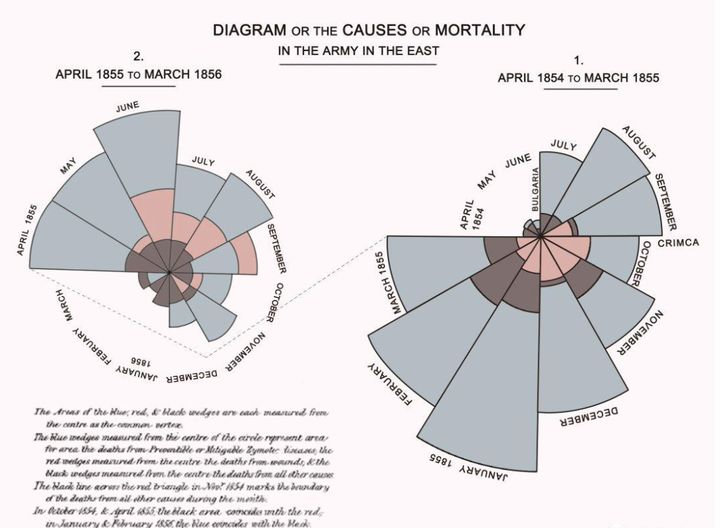 DIAGRAM OR THE CAUSES OR MORTALITY
IN THE ARMY IN THE EAST
2.
APRIL 1855 TO MARCH 1856
1.
APRIL 1854 TO MARCH 1855
APRIL 1855
MAY
JUNE
JULY
AUGUST
SEPTEMBER
OCTOBER
NOVEMBER
DECEMBER
JANUARY
1856
FEBRUARY
MARCH
APRIL
1854
MAY
JUNE
BULGARIA
JULY
AUGUST
SEPTEMBER
CRIMCA
OCTOBER
NOVEMBER
DECEMBER
JANUARY 1855
FEBRUARY
MARCH 1855
The Areas of the blue, red, & black wedges are each measured from
the centre as the common vertex.
The blue wedges measured from the centre of the circle represent area
for area the deaths from Preventible or Mitigable Zymotic diseases, the
red wedges measured from the centre the deaths from wounds, & the
black wedges measured from the centre the deaths from all other causes
The black line across the red triangle in Novr 1854 marks the boundary
of the deaths from all other causes during the month.
In October 1854, & April 1855, the black area coincides with the red,
in January & February 1856, the blue coincides with the black.